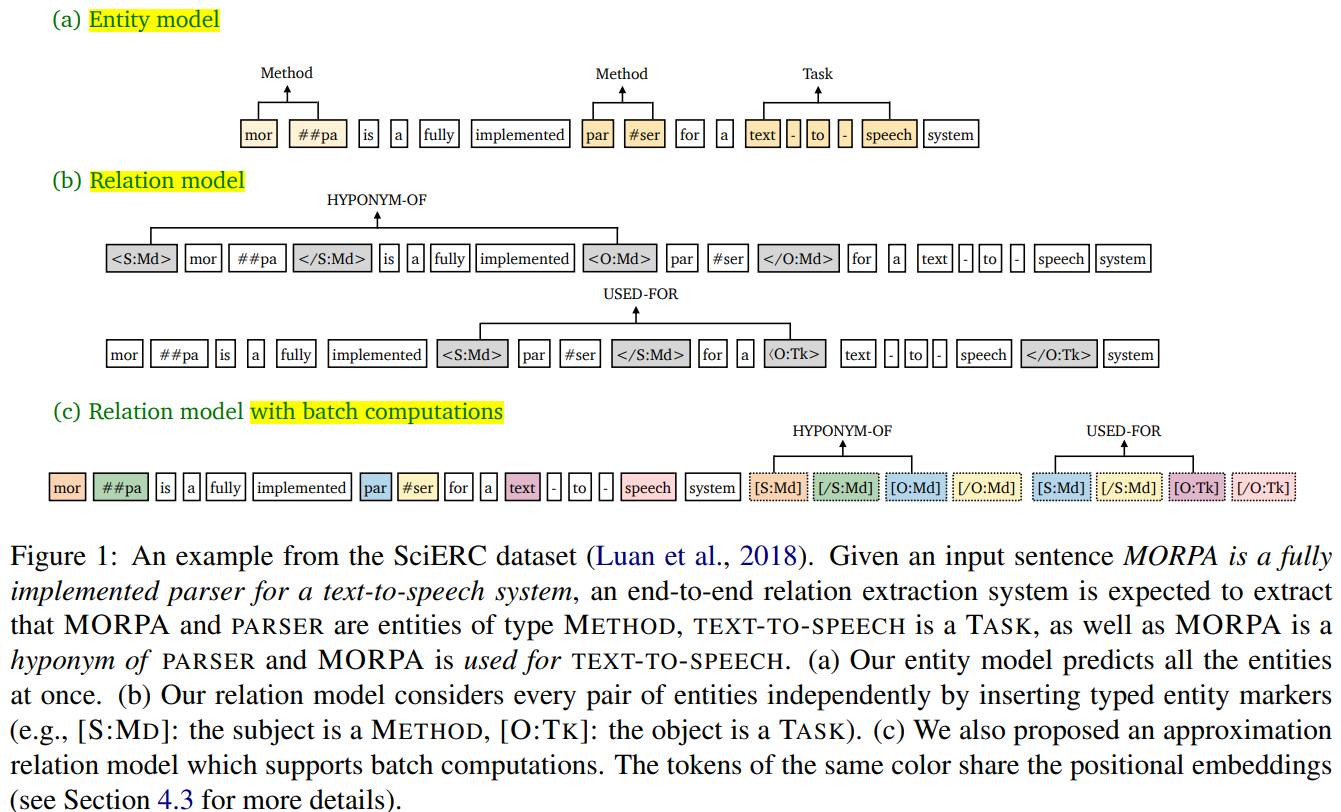 (a) Entity model
Method Method Task
mor ##pa is a fully implemented par #ser for a text - to - speech system
(b) Relation model
HYPONYM-OF
<S:Md> mor ##pa </S:Md> is a fully implemented <O:Md> par #ser </O:Md> for a text - to - speech system
USED-FOR
mor ##pa is a fully implemented <S:Md> par #ser </S:Md> for a ⟨O:Tk> text - to - speech </O:Tk> system
(c) Relation model with batch computations
HYPONYM-OF USED-FOR
mor ##pa is a fully implemented par #ser for a text - to - speech system [S:Md] [/S:Md] [O:Md] [/O:Md] [S:Md] [/S:Md] [O:Tk] [/O:Tk]
Figure 1: An example from the SciERC dataset (Luan et al., 2018). Given an input sentence MORPA is a fully
implemented parser for a text-to-speech system, an end-to-end relation extraction system is expected to extract
that MORPA and PARSER are entities of type METHOD, TEXT-TO-SPEECH is a TASK, as well as MORPA is a
hyponym of PARSER and MORPA is used for TEXT-TO-SPEECH. (a) Our entity model predicts all the entities
at once. (b) Our relation model considers every pair of entities independently by inserting typed entity markers
(e.g., [S:MD]: the subject is a METHOD, [O:TK]: the object is a TASK). (c) We also proposed an approximation
relation model which supports batch computations. The tokens of the same color share the positional embeddings
(see Section 4.3 for more details).